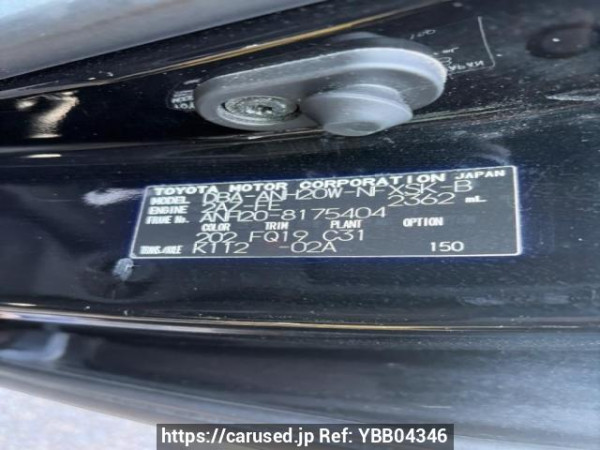 TOYOTA MOTOR CORPORATION JAPAN
MODEL DBA-ANH20W-NFXSK-B
ENGINE 2AZ-FE 2362 mL
FRAME No. ANH20-8175404
COLOR TRIM PLANT OPTION
202 FQ19 C31
TRANS./AXLE K112 -02A 150
https://carused.jp Ref: YBB04346